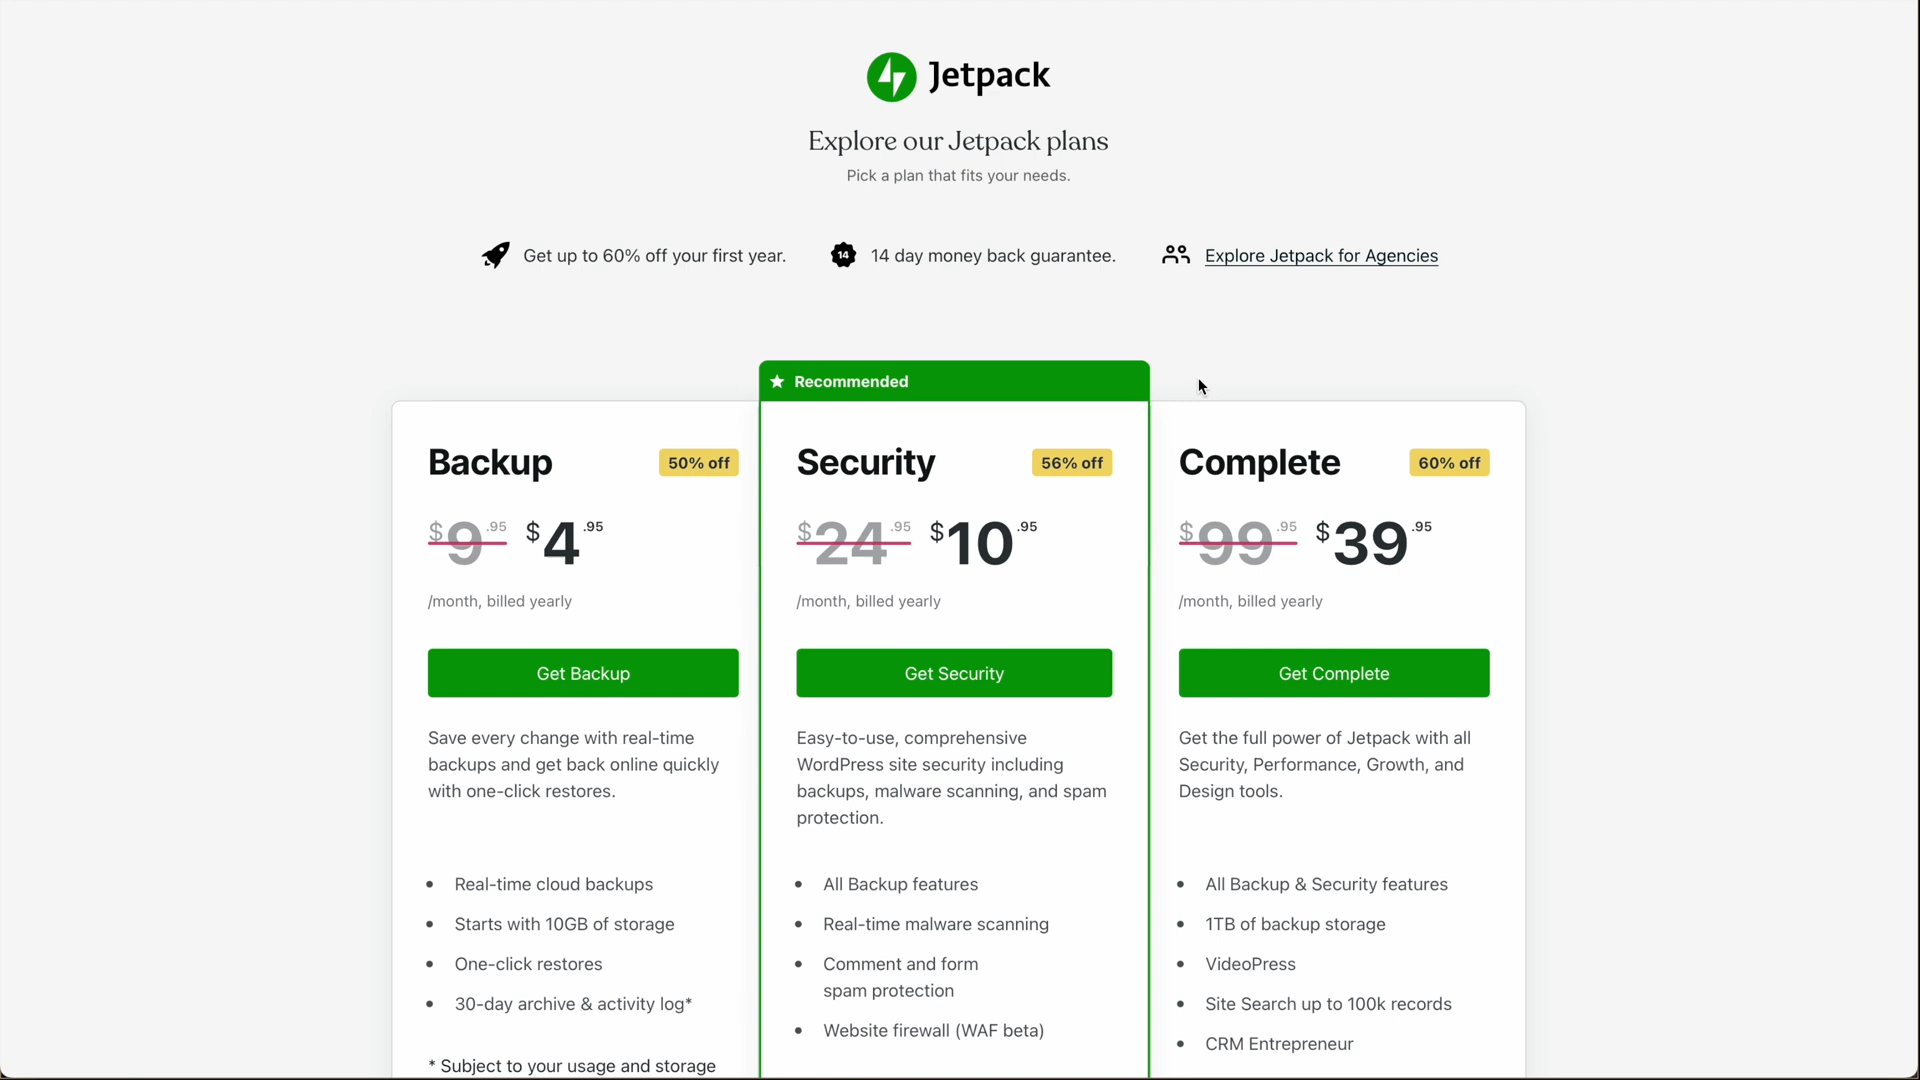 Jetpack
Explore our Jetpack plans
Pick a plan that fits your needs.
Get up to 60% off your first year.
14
14 day money back guarantee.
Explore Jetpack for Agencies
Recommended
Backup
50% off
$9.95 $4.95
/month, billed yearly
Get Backup
Save every change with real-time
backups and get back online quickly
with one-click restores.
• Real-time cloud backups
• Starts with 10GB of storage
• One-click restores
• 30-day archive & activity log*
* Subject to your usage and storage
Security
56% off
$24.95 $10.95
/month, billed yearly
Get Security
Easy-to-use, comprehensive
WordPress site security including
backups, malware scanning, and spam
protection.
• All Backup features
• Real-time malware scanning
• Comment and form
spam protection
• Website firewall (WAF beta)
Complete
60% off
$99.95 $39.95
/month, billed yearly
Get Complete
Get the full power of Jetpack with all
Security, Performance, Growth, and
Design tools.
• All Backup & Security features
• 1TB of backup storage
• VideoPress
• Site Search up to 100k records
• CRM Entrepreneur